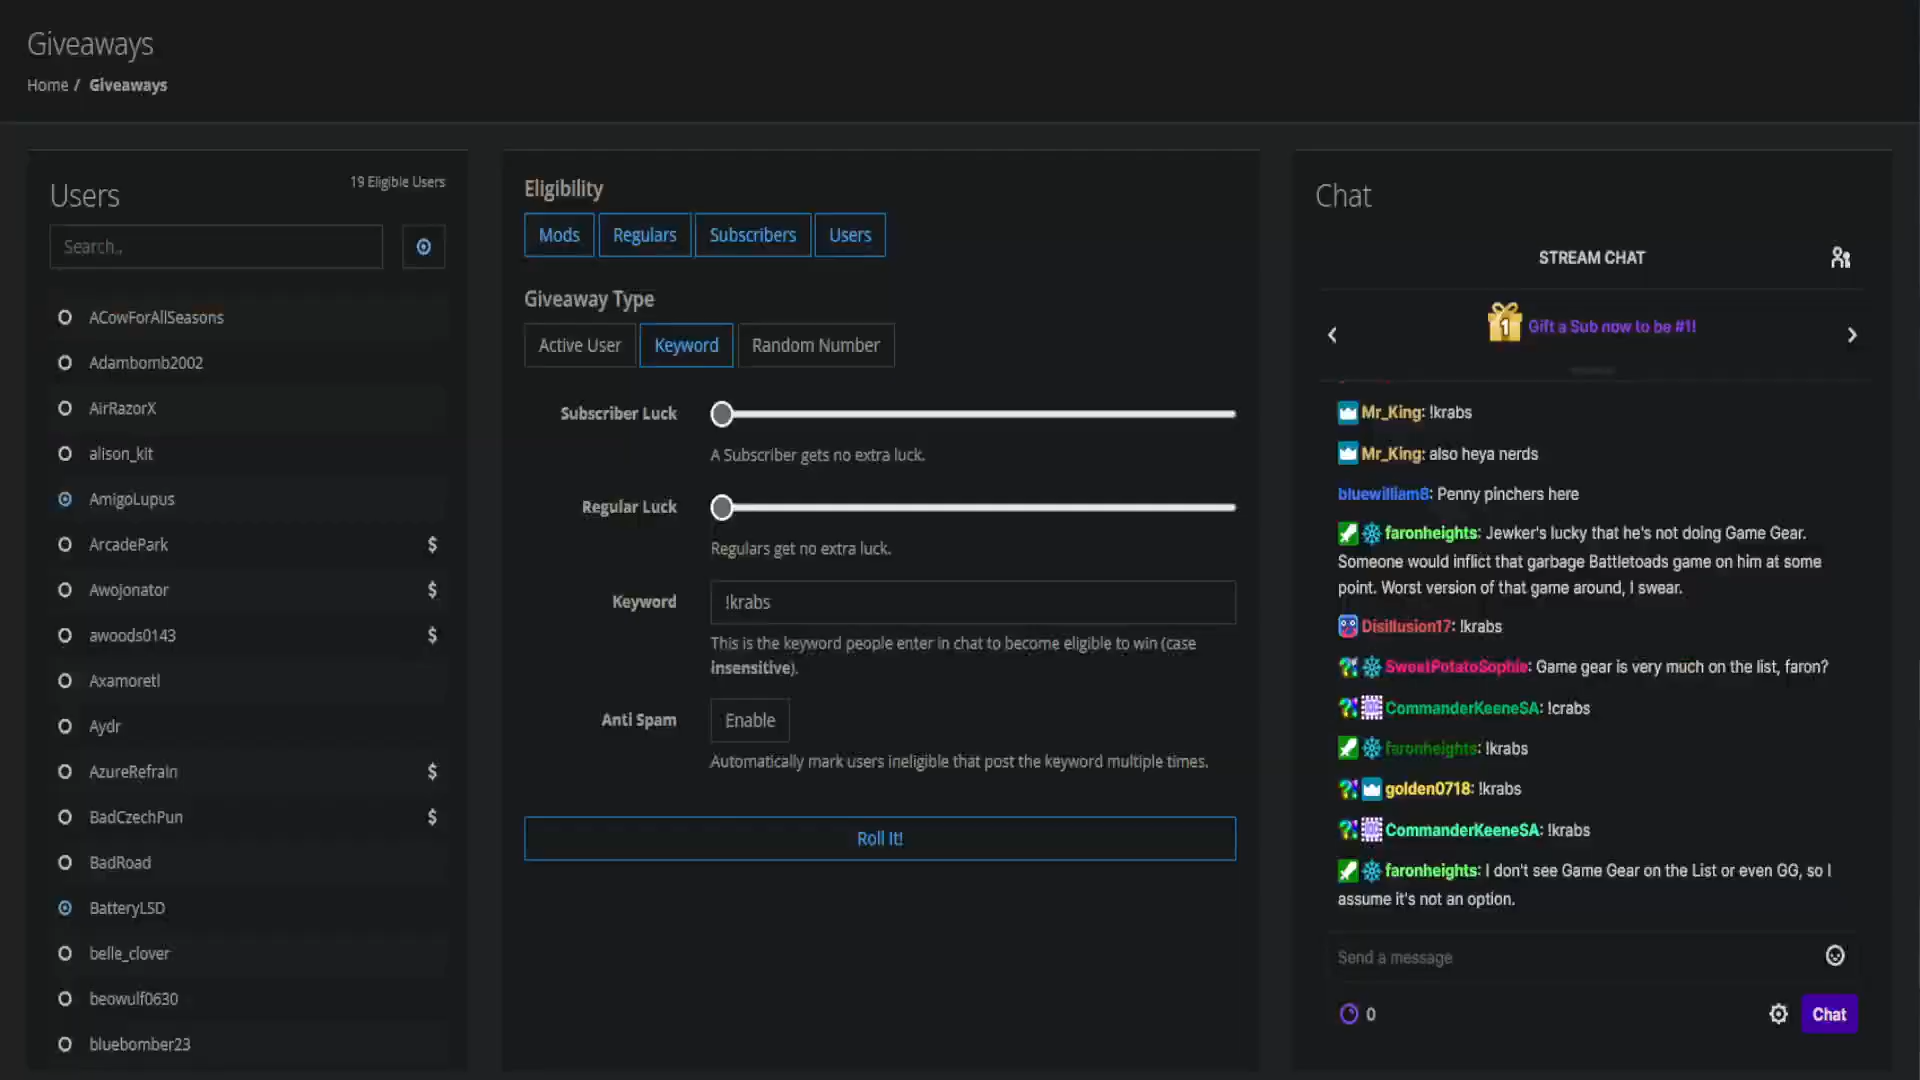 Giveaways
Home / Giveaways
Users
19 Eligible Users
Search..
ACowForAllSeasons
Adambomb2002
AirRazorX
alison_kit
AmigoLupus
ArcadePark $
Awojonator $
awoods0143 $
Axamoretl
Aydr
AzureRefrain $
BadCzechPun $
BadRoad
BatteryLSD
belle_clover
beowulf0630
bluebomber23
Eligibility
Mods Regulars Subscribers Users
Giveaway Type
Active User Keyword Random Number
Subscriber Luck
A Subscriber gets no extra luck.
Regular Luck
Regulars get no extra luck.
Keyword !krabs
This is the keyword people enter in chat to become eligible to win (case
insensitive).
Anti Spam Enable
Automatically mark users ineligible that post the keyword multiple times.
Roll It!
Chat
STREAM CHAT
1 Gift a Sub now to be #1!
Mr_King: !krabs
Mr_King: also heya nerds
bluewilliam8: Penny pinchers here
faronheights: Jewker's lucky that he's not doing Game Gear.
Someone would inflict that garbage Battletoads game on him at some
point. Worst version of that game around, I swear.
Disillusion17: !krabs
SweetPotatoSophie: Game gear is very much on the list, faron?
CommanderKeeneSA: !crabs
faronheights: !krabs
golden0718: !krabs
CommanderKeeneSA: !krabs
faronheights: I don't see Game Gear on the List or even GG, so I
assume it's not an option.
Send a message
0
Chat